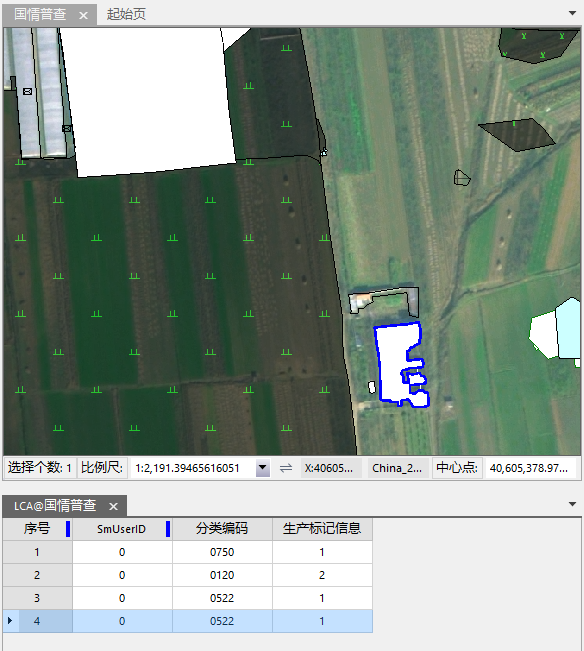 国情普查 × 起始页
选择个数: 1 比例尺: 1:2,191.39465616051 X:40605... China_2... 中心点: 40,605,378.97...
LCA@国情普查 ×
序号 SmUserID 分类编码 生产标记信息
1 0 0750 1
2 0 0120 2
3 0 0522 1
4 0 0522 1